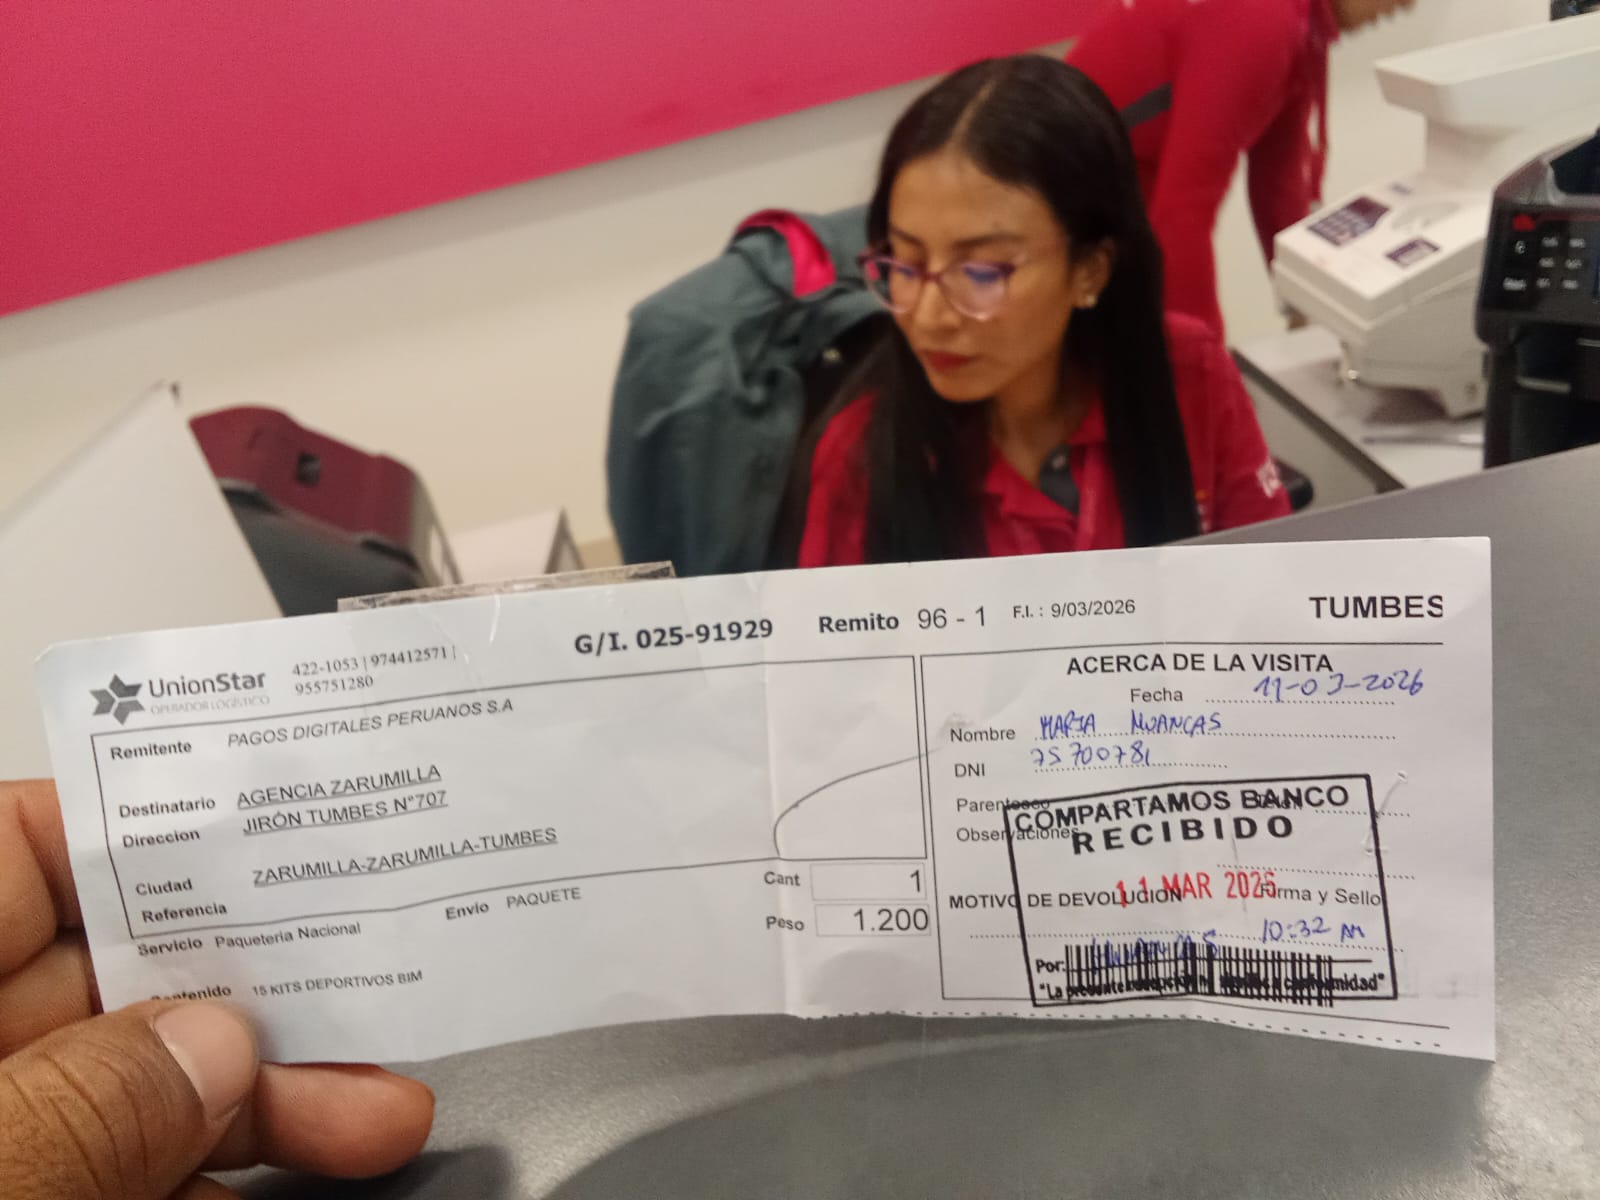 UnionStar
OPERADOR LOGÍSTICO
422-1053 | 974412571 |
955751280
G/I. 025-91929
Remito 96 - 1
F.I. : 9/03/2026
TUMBES
Remitente PAGOS DIGITALES PERUANOS S.A
Destinatario AGENCIA ZARUMILLA
Direccion JIRÓN TUMBES N°707
Ciudad ZARUMILLA-ZARUMILLA-TUMBES
Referencia
Servicio Paqueteria Nacional
Envio PAQUETE
Cant 1
Peso 1.200
15 KITS DEPORTIVOS BIM
ACERCA DE LA VISITA
Fecha 11-03-2026
Nombre MARIA
DNI 75700781
Parentesco
Observaciones
COMPARTAMOS BANCO
RECIBIDO
MOTIVO DE DEVOLUCION
11 MAR 2026
Firma y Sello
10:32 AM
Por: